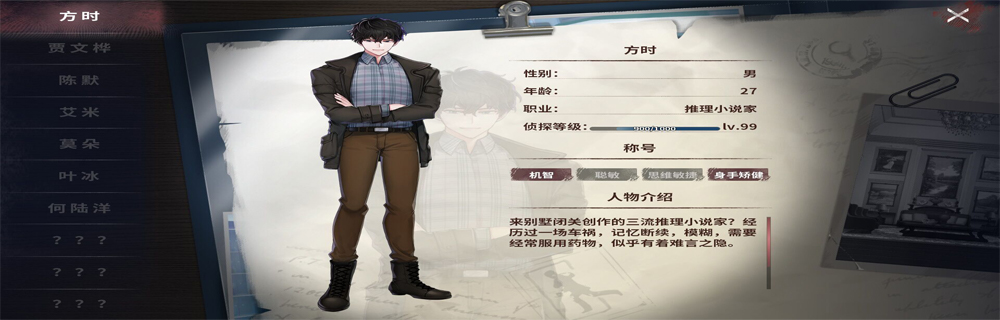 方时
贾文桦
陈默
艾米
莫朵
叶冰
何陆洋
? ? ?
? ? ?
? ? ?
方时
性别： 男
年龄： 27
职业： 推理小说家
侦探等级： 900/1000 lv.99
称号
机智 聪敏 思维敏捷 身手矫健
人物介绍
来别墅闭关创作的三流推理小说家？经
历过一场车祸，记忆断续，模糊，需要
经常服用药物，似乎有着难言之隐。